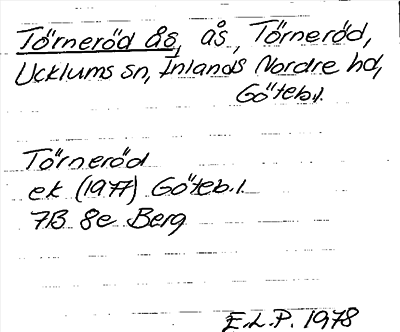 Törneröd ås, ås, Törneröd,
Ucklums sn, Inlands Nordre hd,
Göteb.l.
Törneröd
ek (1977) Göteb.l.
7B 8e Berg
E.L.P. 1978